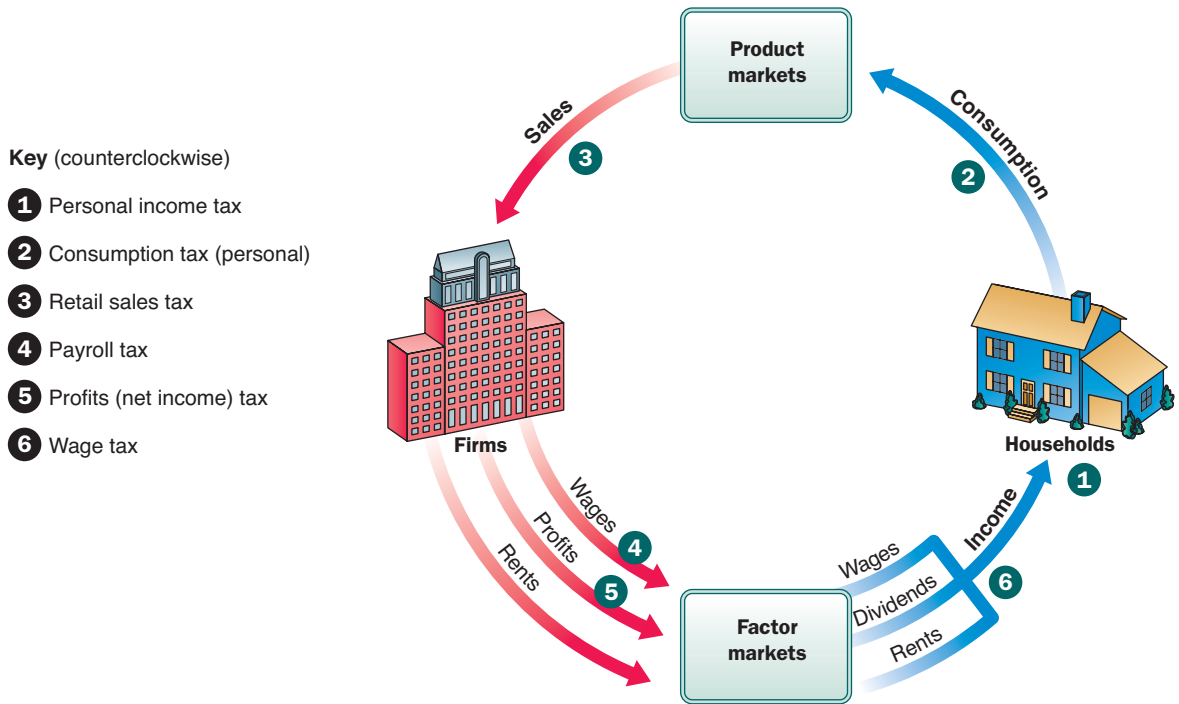 Key (counterclockwise)
1 Personal income tax
2 Consumption tax (personal)
3 Retail sales tax
4 Payroll tax
5 Profits (net income) tax
6 Wage tax
Product
markets
Sales
3
Consumption
2
Firms
Households
1
Wages
4
Profits
5
Rents
Factor
markets
Wages
Dividends
Rents
Income
6